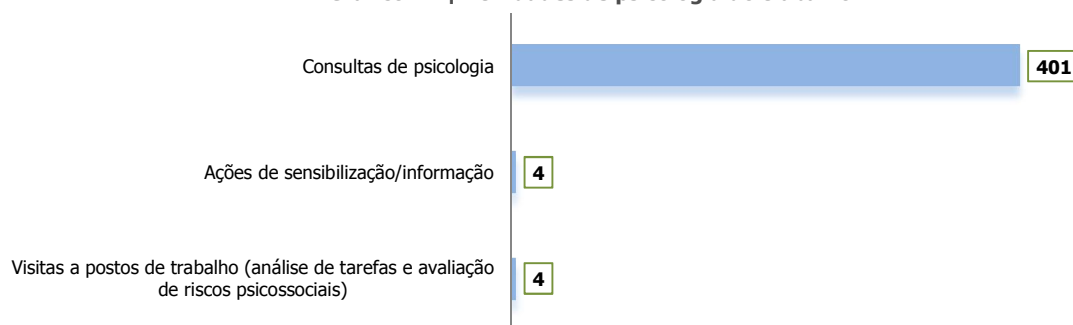 Consultas de psicologia
401
Ações de sensibilização/informação
4
Visitas a postos de trabalho (análise de tarefas e avaliação
de riscos psicossociais)
4